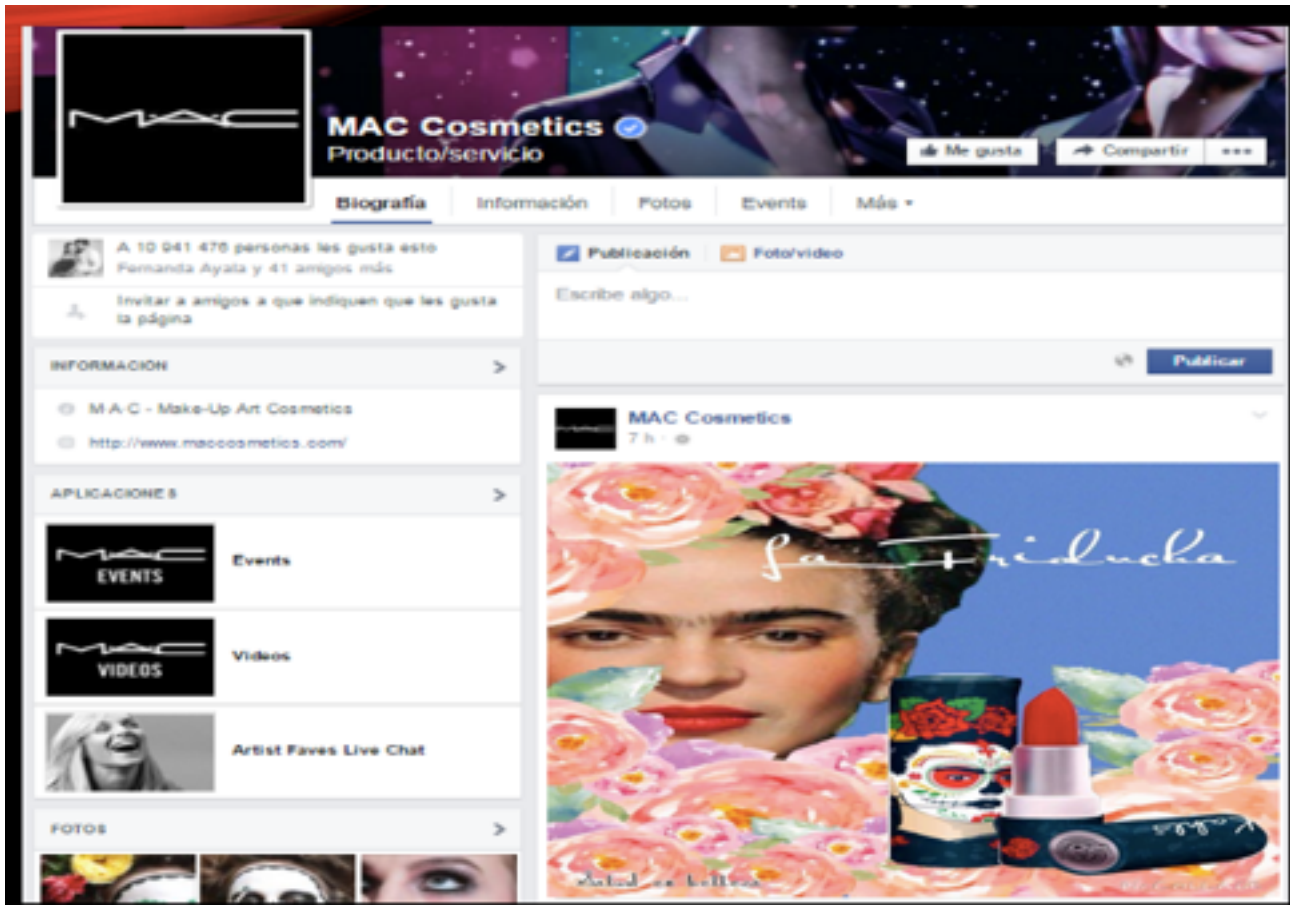 MAC
MAC Cosmetics
Producto/servicio
Me gusta
Compartir
Biografía
Información
Fotos
Events
Más
A 10 941 476 personas les gusta esto
Fernanda Ayala y 41 amigos más
Invitar a amigos a que indiquen que les gusta
la página
INFORMACIÓN
M·A·C - Make-Up Art Cosmetics
http://www.maccosmetics.com/
APLICACIONES
MAC
EVENTS
Events
MAC
VIDEOS
Videos
Artist Faves Live Chat
FOTOS
Publicación
Foto/video
Escribe algo...
Publicar
MAC
MAC Cosmetics
7 h ·
La Friducha